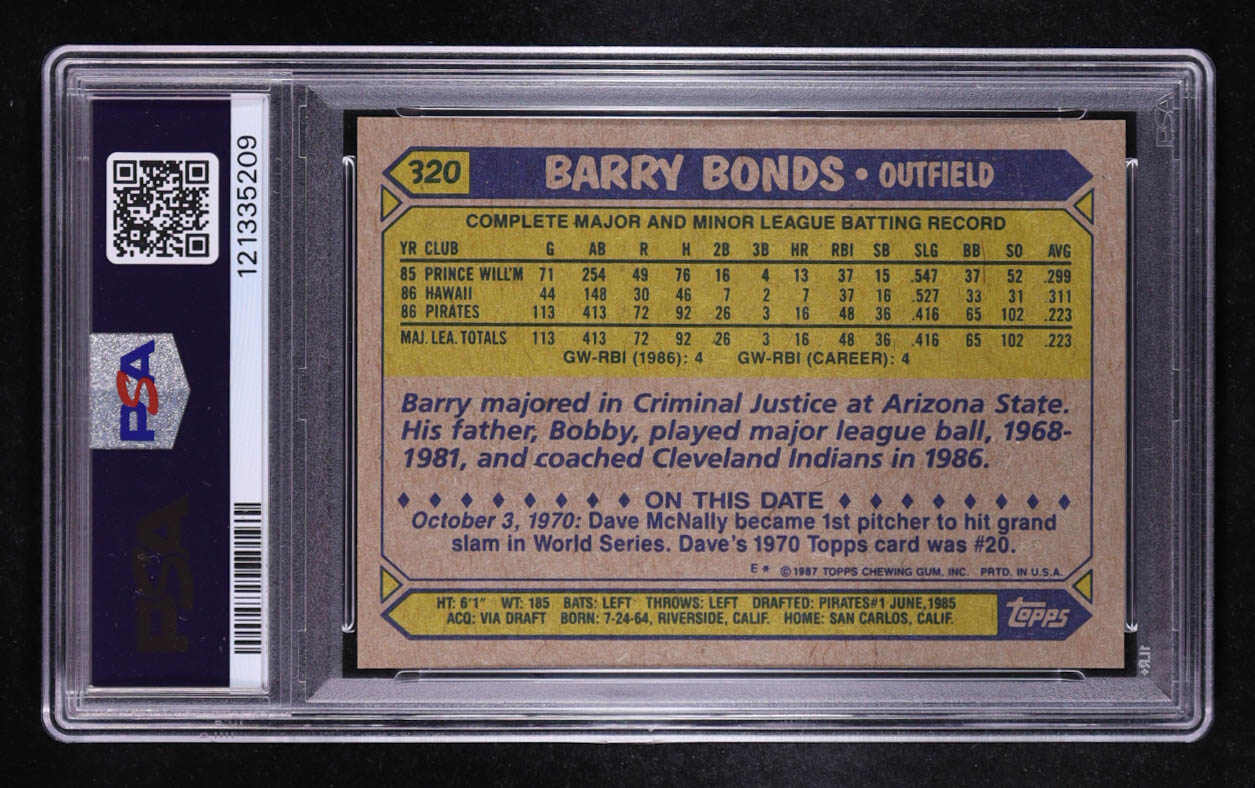 121335209
PSA
PSA
320
BARRY BONDS • OUTFIELD
COMPLETE MAJOR AND MINOR LEAGUE BATTING RECORD
YR CLUB G AB R H 2B 3B HR RBI SB SLG BB SO AVG
85 PRINCE WILL'M 71 254 49 76 16 4 13 37 15 .547 37 52 .299
86 HAWAII 44 148 30 46 7 2 7 37 16 .527 33 31 .311
86 PIRATES 113 413 72 92 26 3 16 48 36 .416 65 102 .223
MAJ. LEA. TOTALS 113 413 72 92 26 3 16 48 36 .416 65 102 .223
GW-RBI (1986): 4 GW-RBI (CAREER): 4
Barry majored in Criminal Justice at Arizona State.
His father, Bobby, played major league ball, 1968-
1981, and coached Cleveland Indians in 1986.
♦ ♦ ♦ ♦ ♦ ♦ ♦ ♦ ON THIS DATE ♦ ♦ ♦ ♦ ♦ ♦ ♦ ♦
October 3, 1970: Dave McNally became 1st pitcher to hit grand
slam in World Series. Dave's 1970 Topps card was #20.
E* ©1987 TOPPS CHEWING GUM, INC. PRTD. IN U.S.A.
HT: 6'1" WT: 185 BATS: LEFT THROWS: LEFT DRAFTED: PIRATES#1 JUNE,1985
ACQ: VIA DRAFT BORN: 7-24-64, RIVERSIDE, CALIF. HOME: SAN CARLOS, CALIF.
topps
PSA